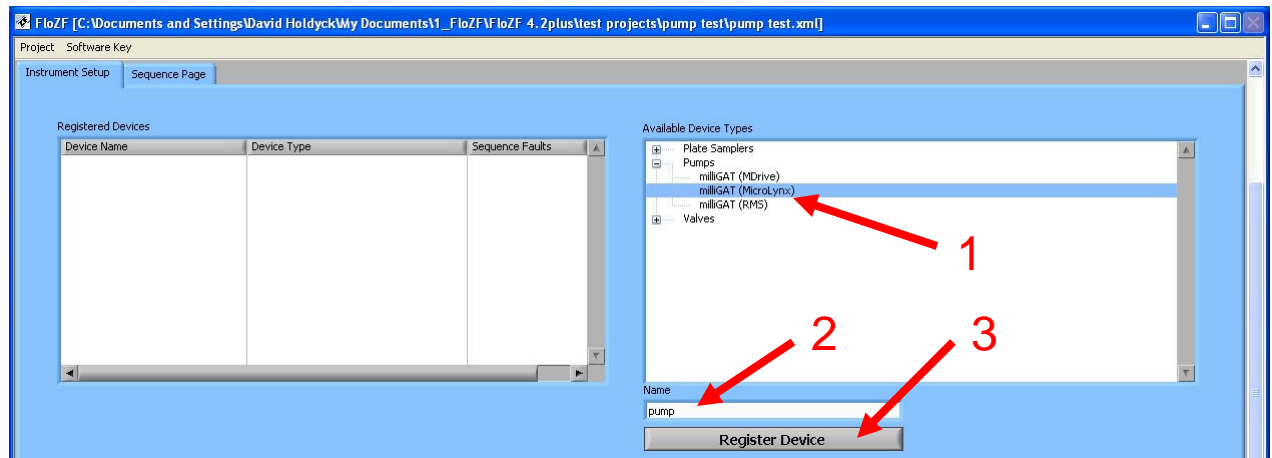 FloZF [C:\Documents and Settings\David Holdyck\My Documents\1_FloZF\FloZF 4.2plus\test projects\pump test\pump test.xml]
Project Software Key
Instrument Setup Sequence Page
Registered Devices
Device Name Device Type Sequence Faults
Available Device Types
Plate Samplers
Pumps
milliGAT (MDrive)
milliGAT (MicroLynx)
milliGAT (RMS)
Valves
1
2
3
Name
pump
Register Device